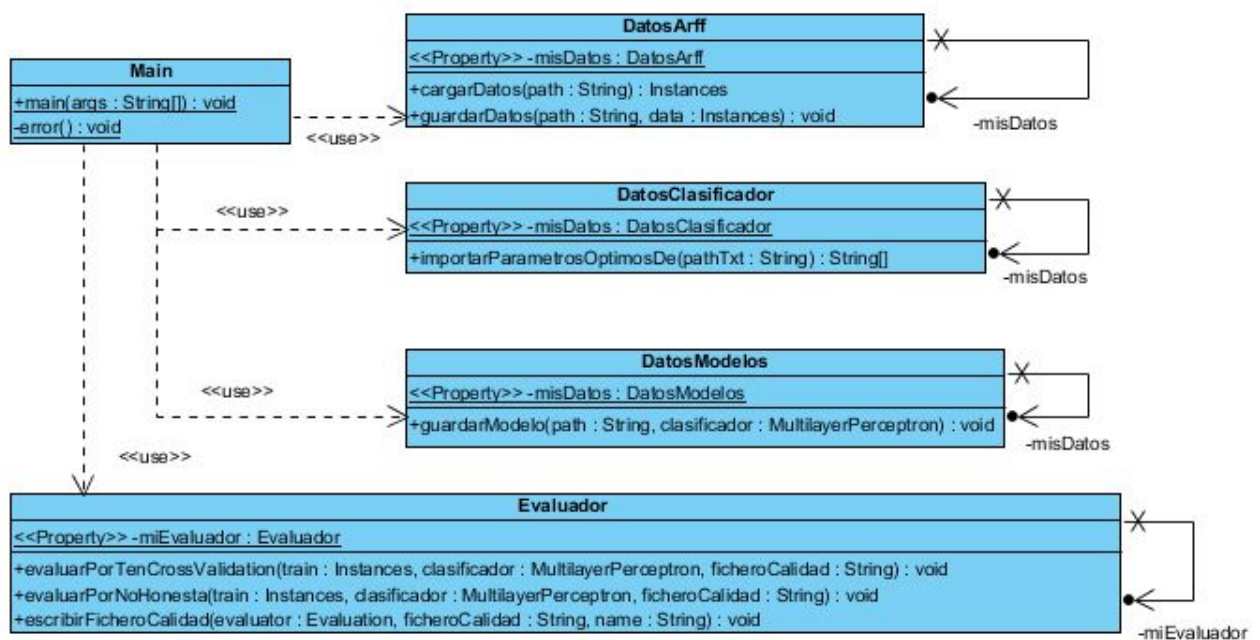 Main
+main(args : String[]) : void
-error() : void
<<use>>
DatosArff
<<Property>> -misDatos : DatosArff
+cargarDatos(path : String) : Instances
+guardarDatos(path : String, data : Instances) : void
-misDatos
<<use>>
DatosClasificador
<<Property>> -misDatos : DatosClasificador
+importarParametrosOptimosDe(pathTxt : String) : String[]
-misDatos
<<use>>
DatosModelos
<<Property>> -misDatos : DatosModelos
+guardarModelo(path : String, clasificador : MultilayerPerceptron) : void
-misDatos
<<use>>
Evaluador
<<Property>> -miEvaluador : Evaluador
+evaluarPorTenCrossValidation(train : Instances, clasificador : MultilayerPerceptron, ficheroCalidad : String) : void
+evaluarPorNoHonesta(train : Instances, clasificador : MultilayerPerceptron, ficheroCalidad : String) : void
+escribirFicheroCalidad(evaluator : Evaluation, ficheroCalidad : String, name : String) : void
-miEvaluador